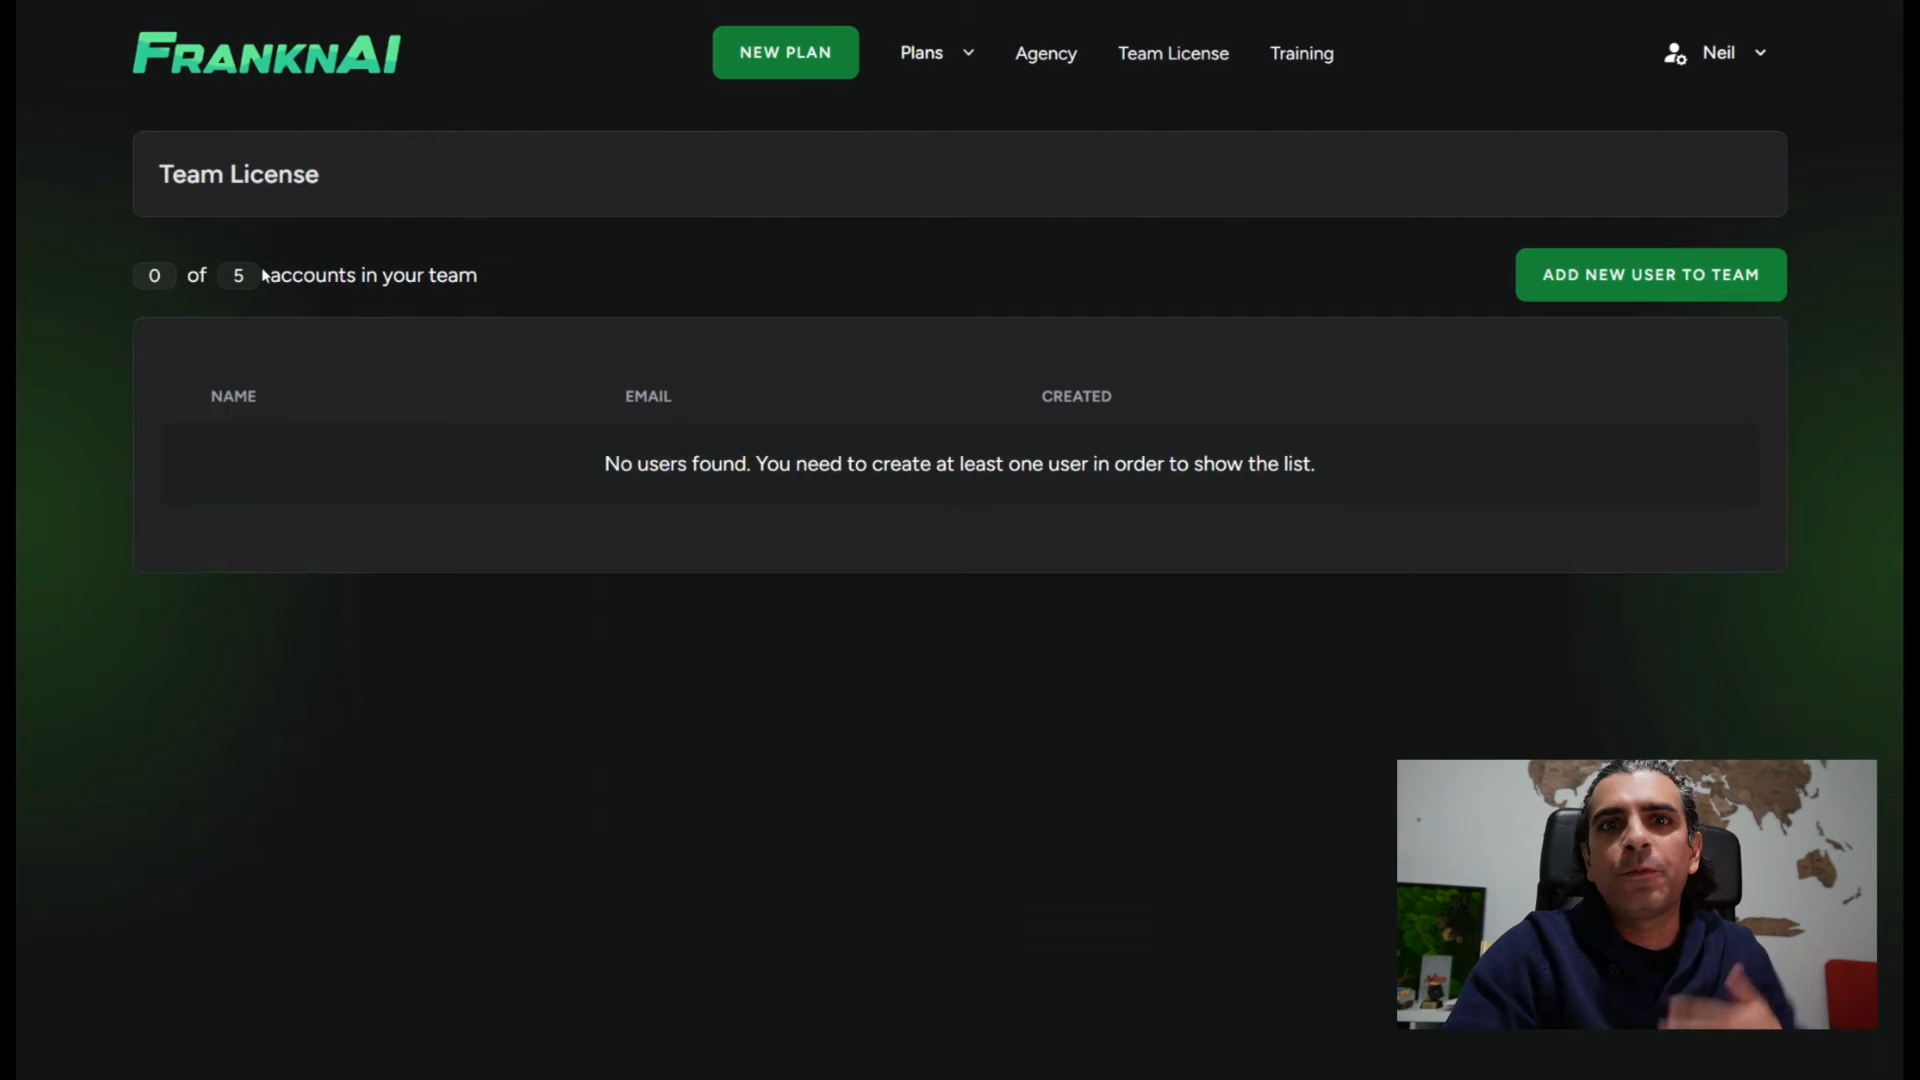 FRANKNAI
NEW PLAN
Plans
Agency
Team License
Training
Neil
Team License
0 of 5 accounts in your team
ADD NEW USER TO TEAM
NAME
EMAIL
CREATED
No users found. You need to create at least one user in order to show the list.